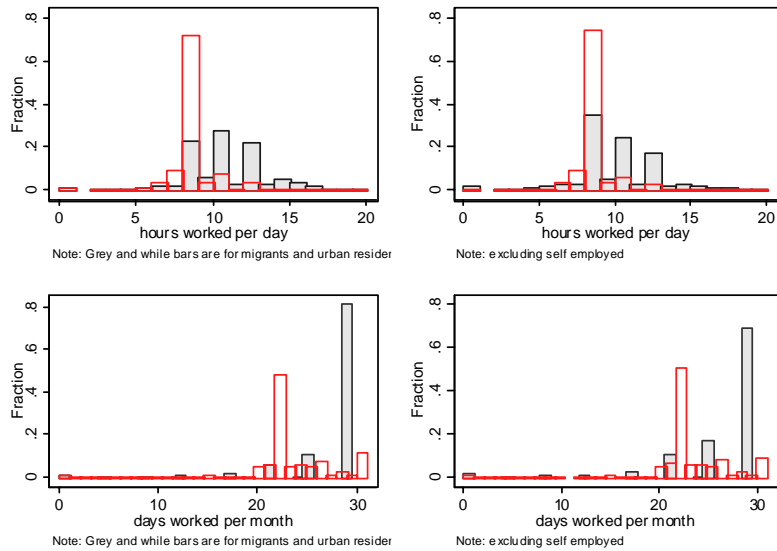 .8
.6
.4
.2
0
Fraction
0 5 10 15 20
hours worked per day
Note: Grey and while bars are for migrants and urban resider
.8
.6
.4
.2
0
Fraction
0 5 10 15 20
hours worked per day
Note: excluding self employed
.8
.6
.4
.2
0
Fraction
0 10 20 30
days worked per month
Note: Grey and while bars are for migrants and urban resider
.8
.6
.4
.2
0
Fraction
0 10 20 30
days worked per month
Note: excluding self employed